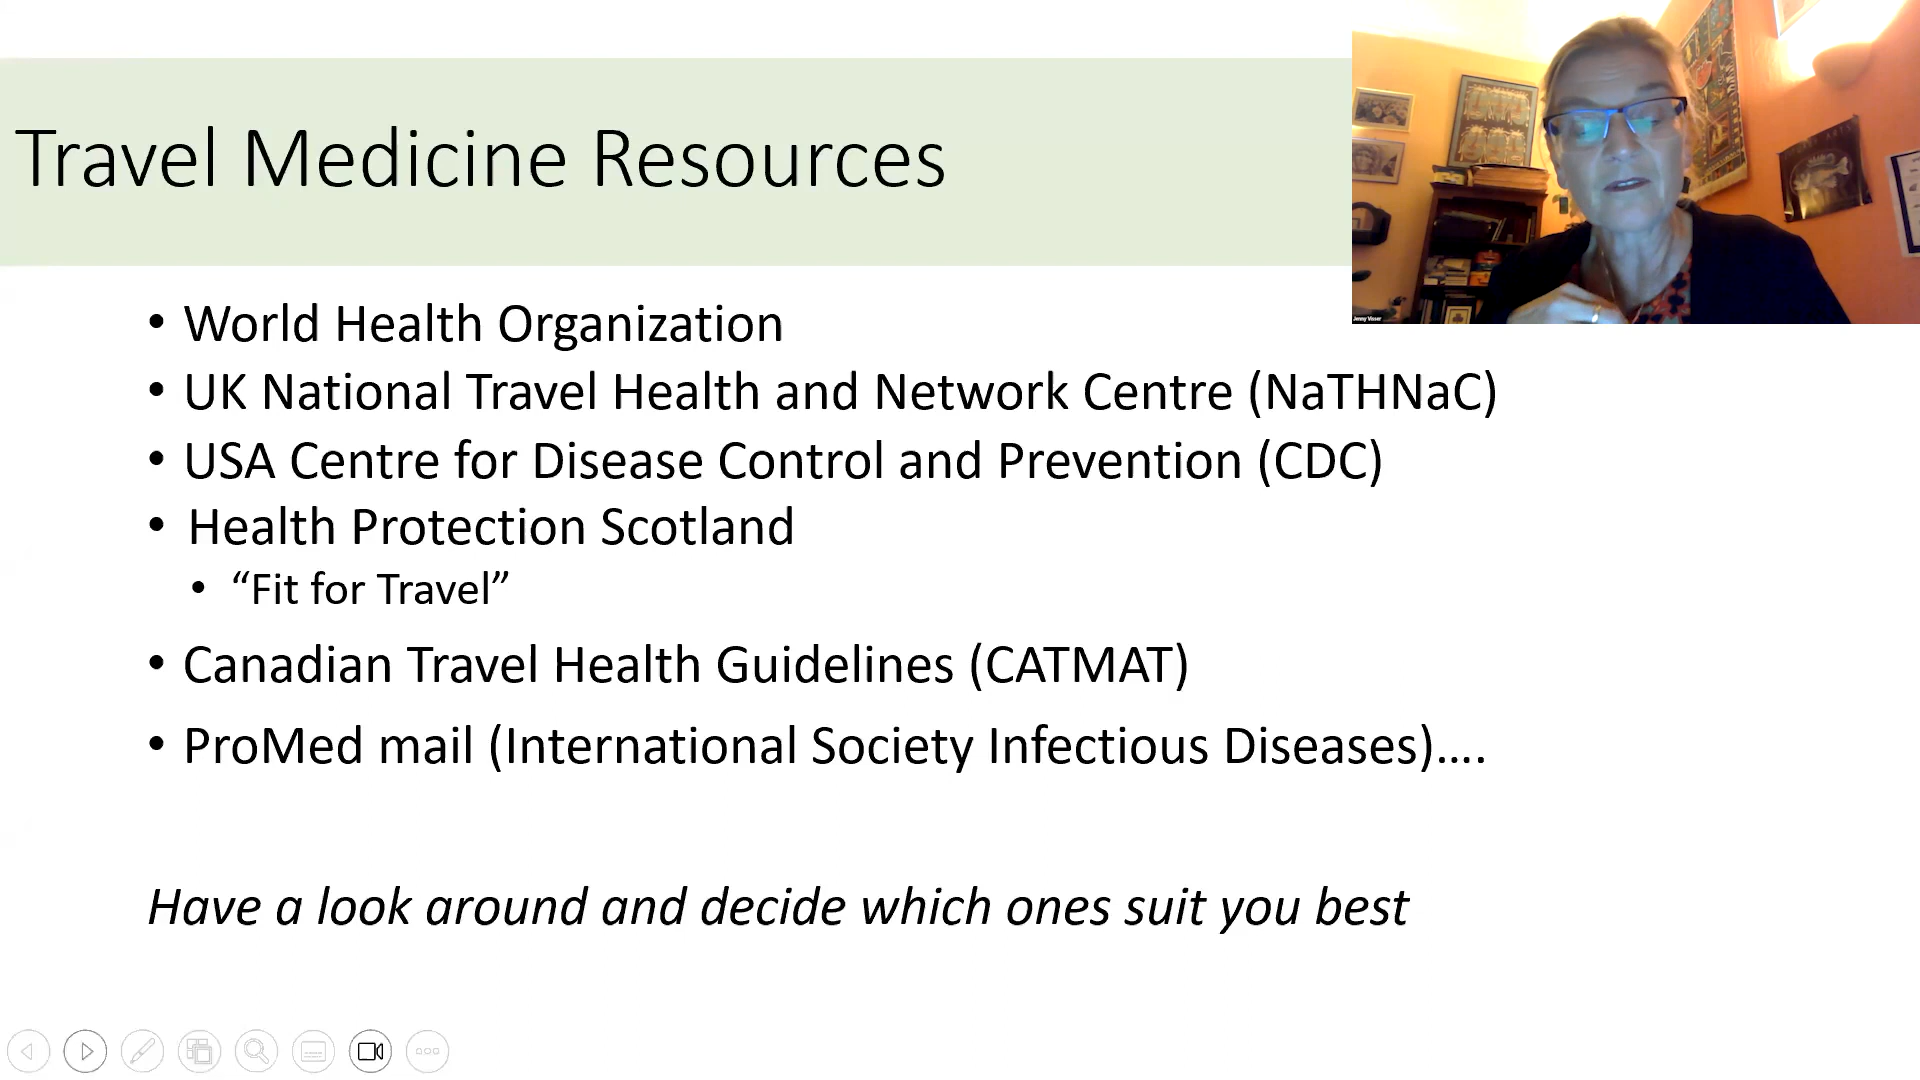 Travel Medicine Resources
Jenny Visser
• World Health Organization
• UK National Travel Health and Network Centre (NaTHNaC)
• USA Centre for Disease Control and Prevention (CDC)
• Health Protection Scotland
• “Fit for Travel”
• Canadian Travel Health Guidelines (CATMAT)
• ProMed mail (International Society Infectious Diseases)....
Have a look around and decide which ones suit you best